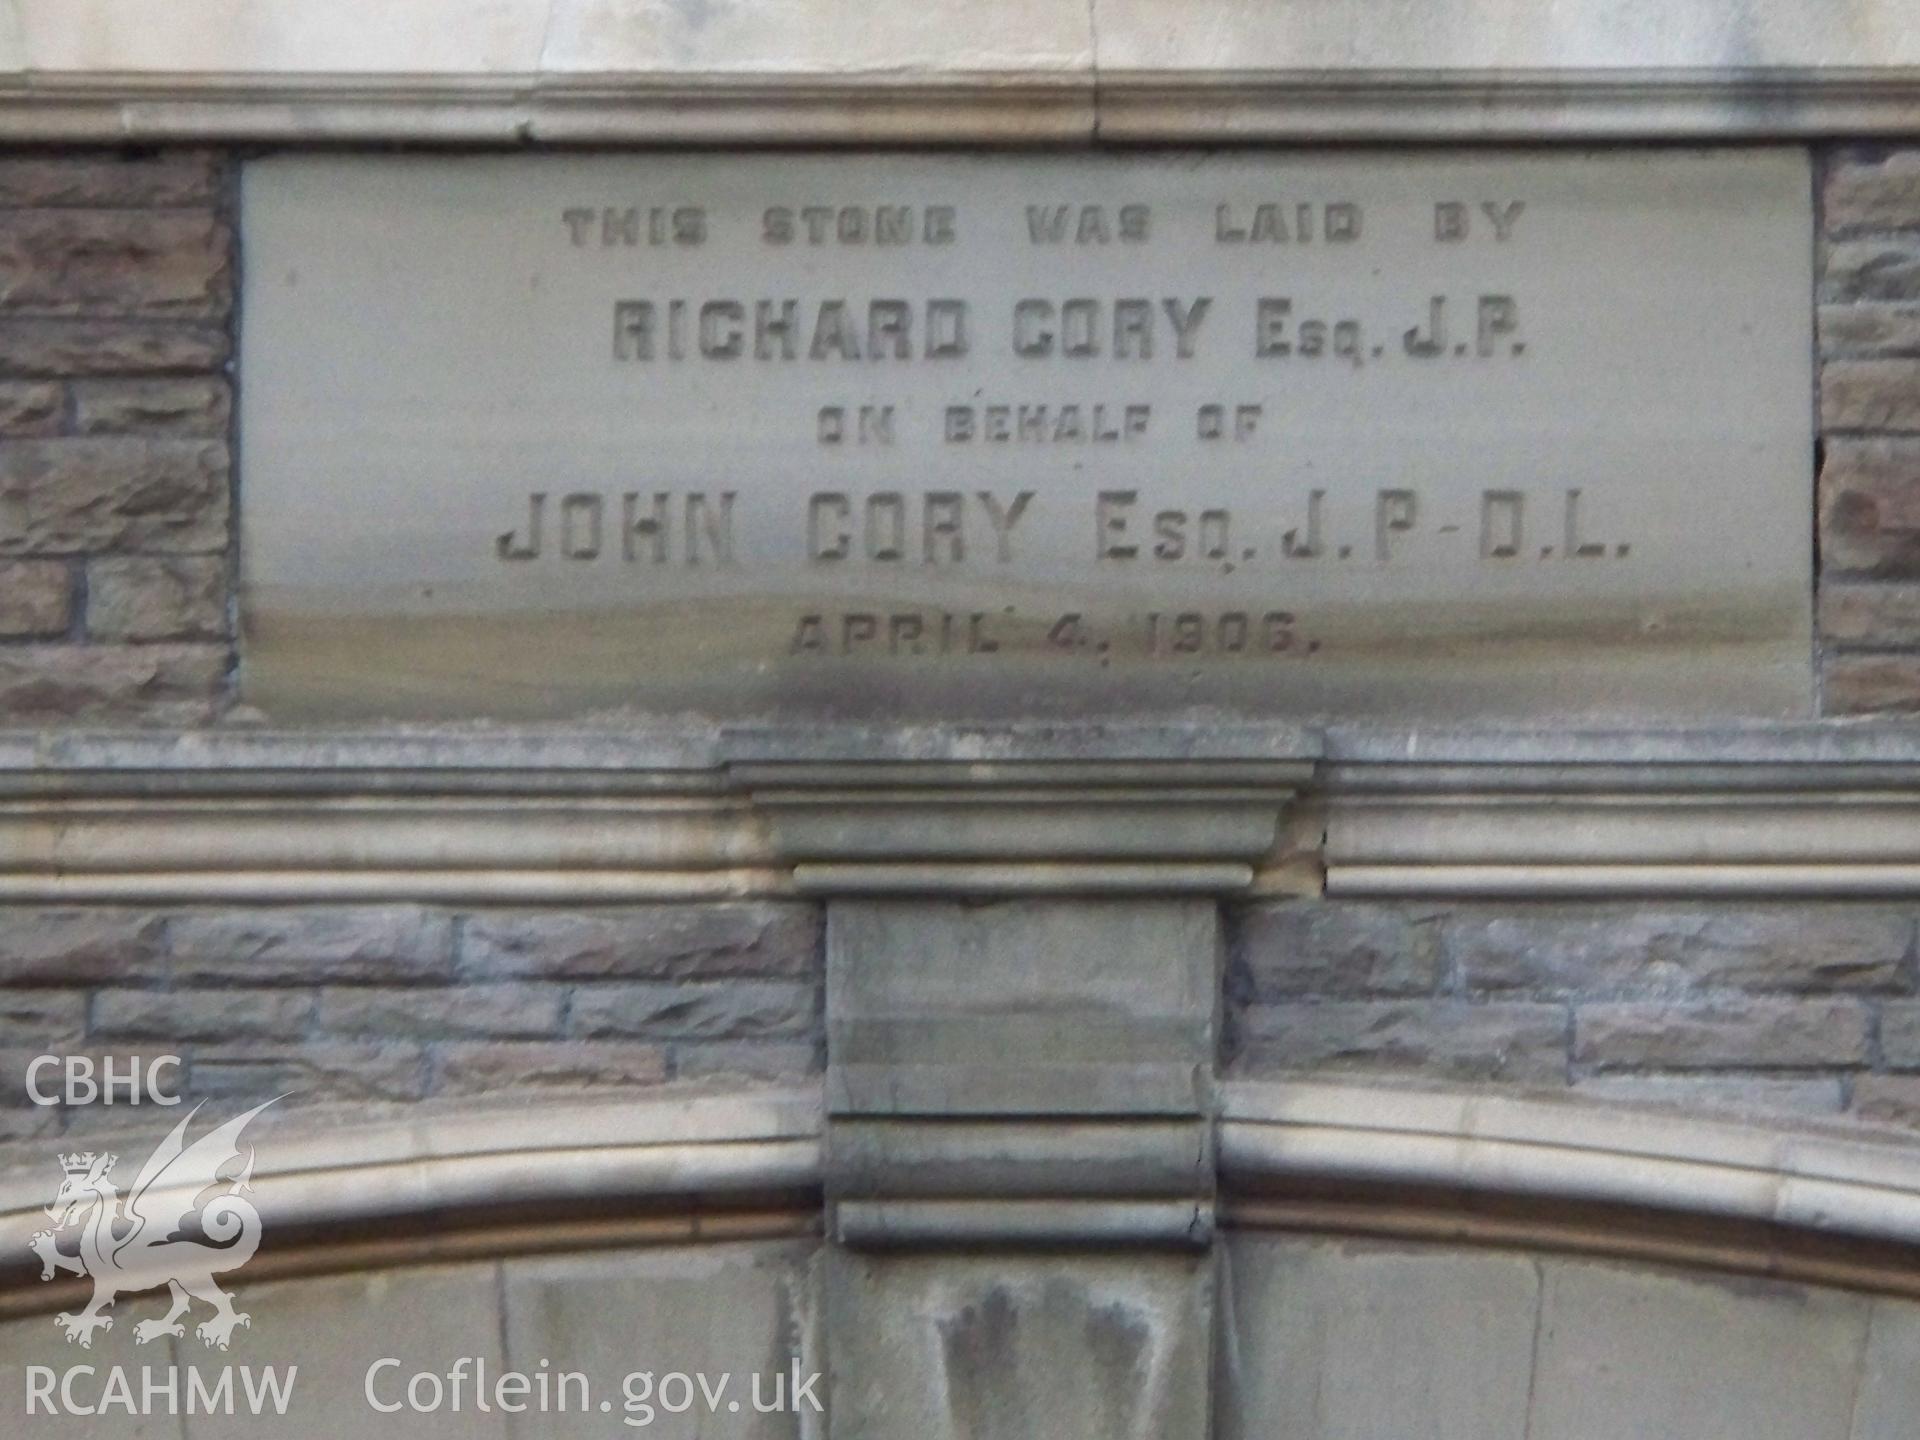 THIS STONE WAS LAID BY
RICHARD CORY Esq. J.P.
ON BEHALF OF
JOHN CORY Esq. J.P-D.L.
APRIL 4, 1906.
CBHC
RCAHMW Coflein.gov.uk